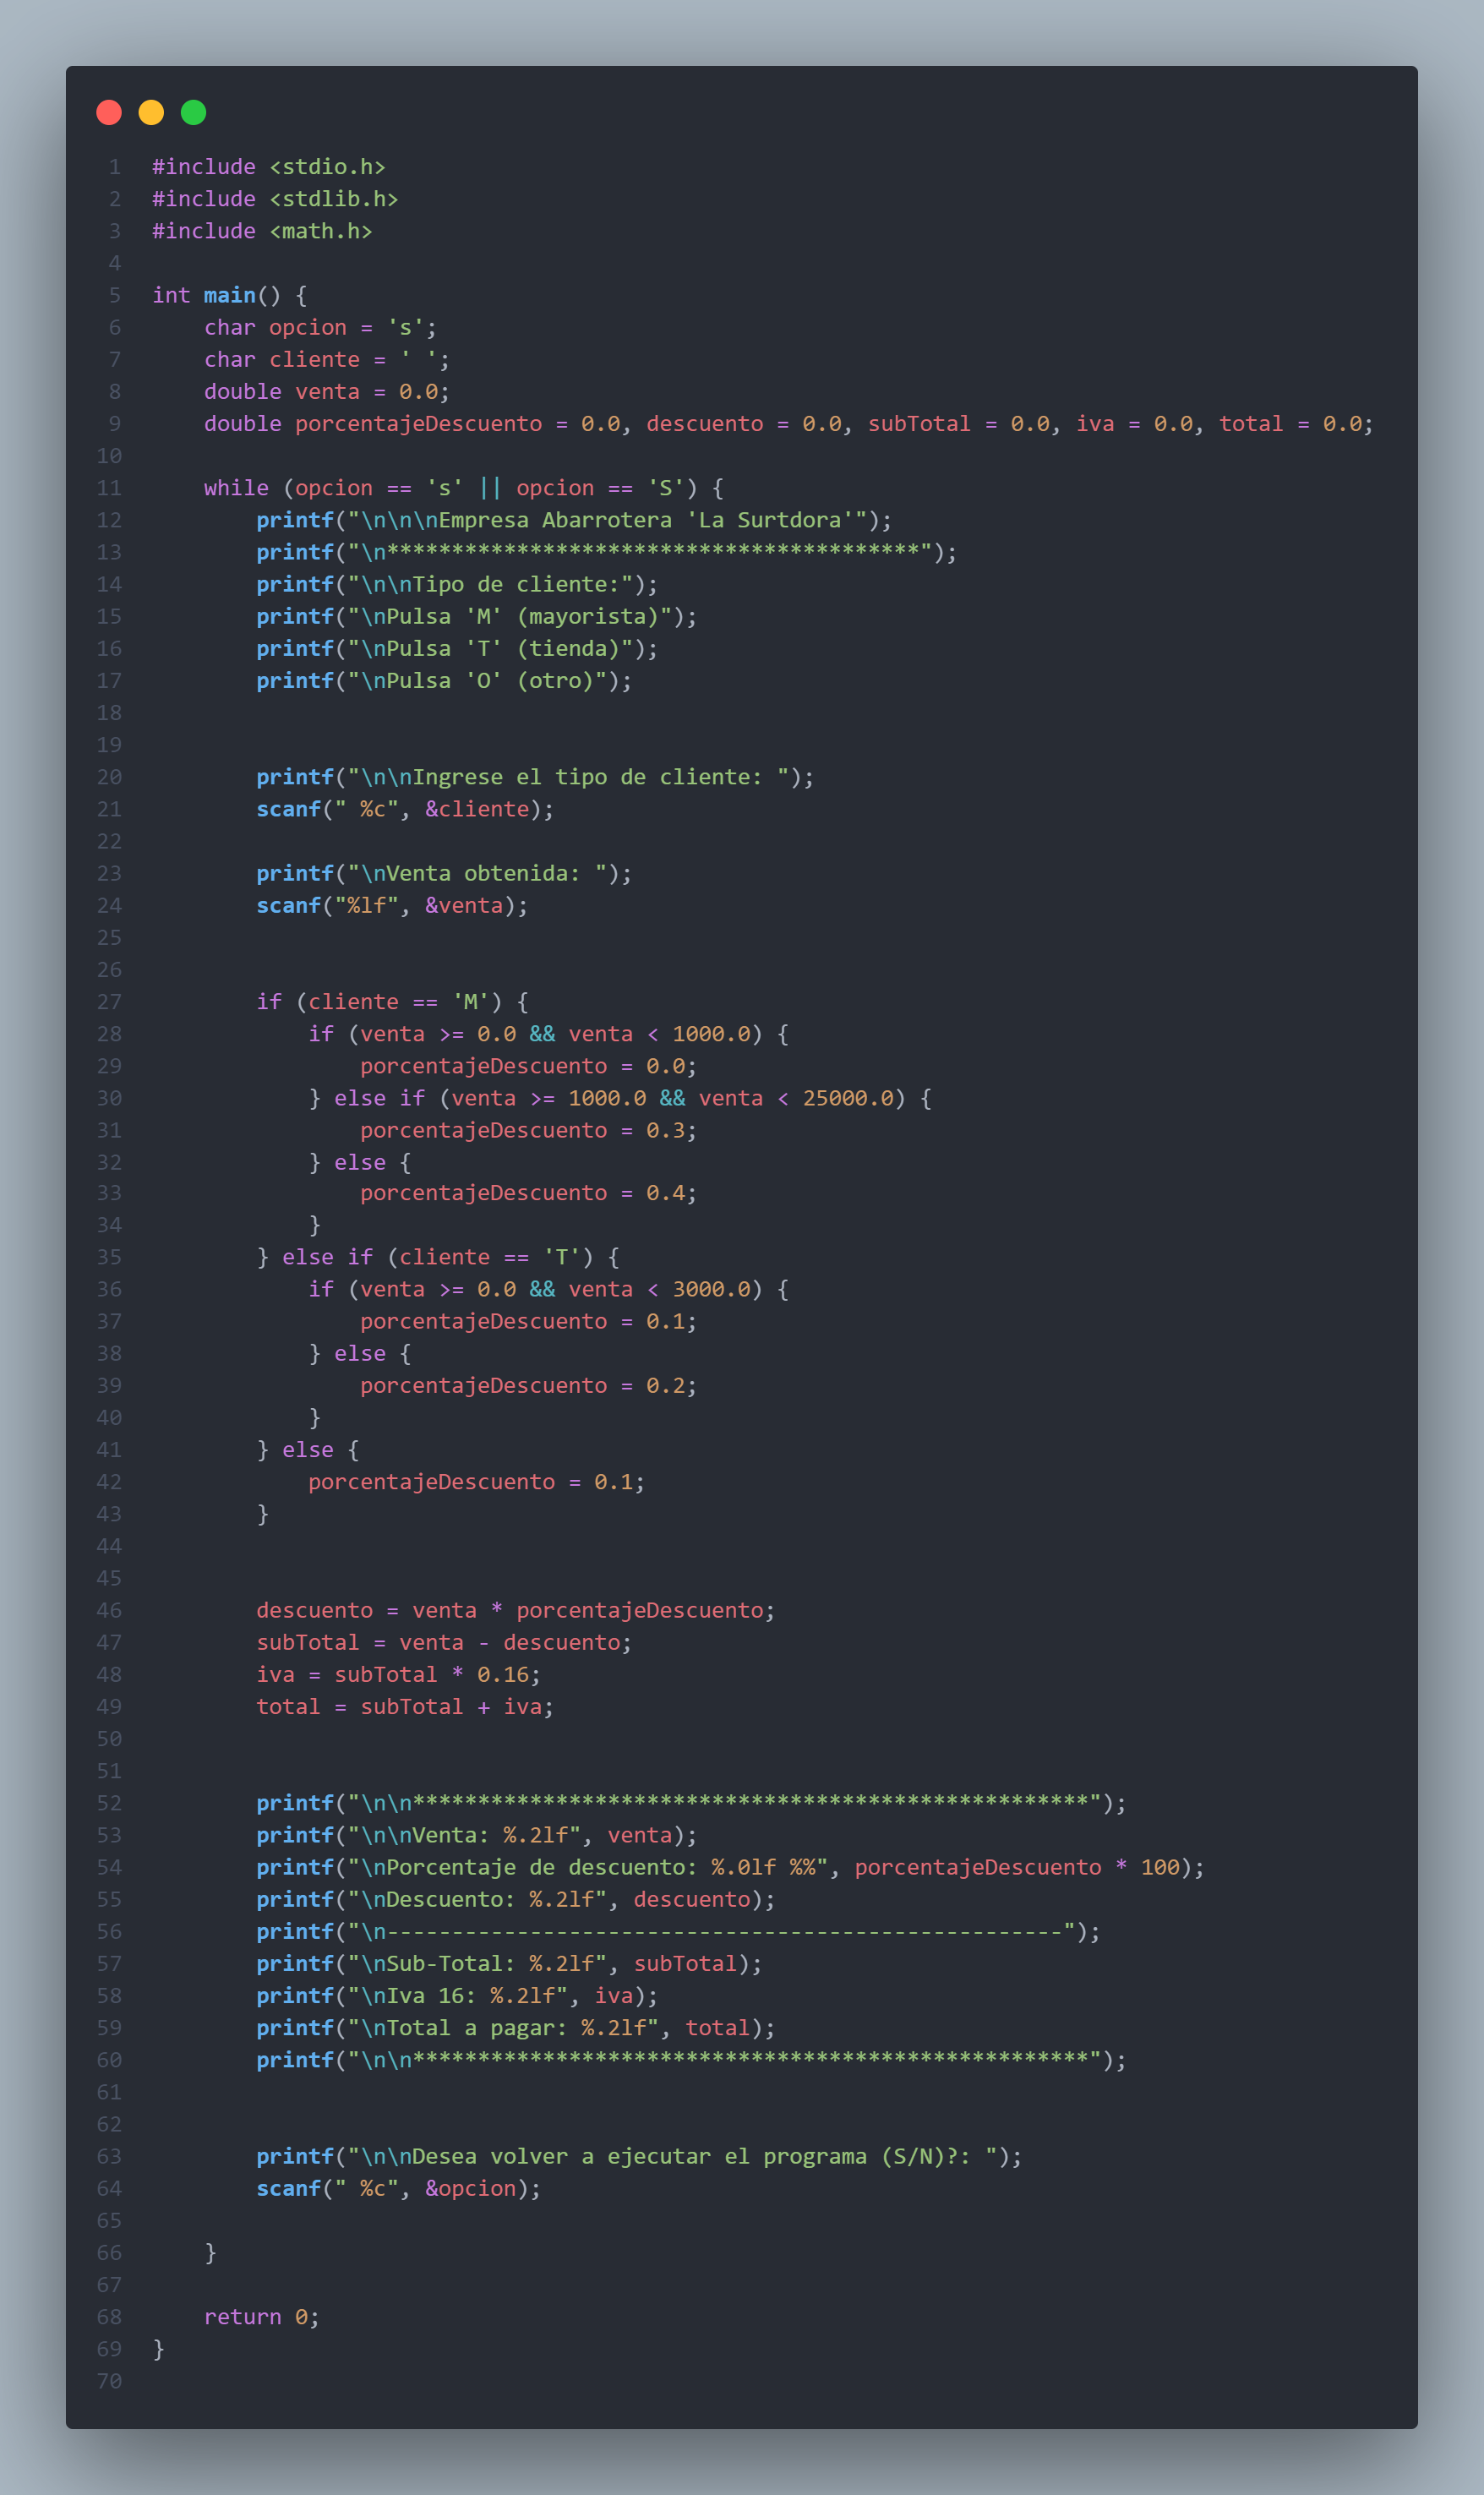 1 #include <stdio.h>
2 #include <stdlib.h>
3 #include <math.h>
4
5 int main() {
6     char opcion = 's';
7     char cliente = ' ';
8     double venta = 0.0;
9     double porcentajeDescuento = 0.0, descuento = 0.0, subTotal = 0.0, iva = 0.0, total = 0.0;
10
11     while (opcion == 's' || opcion == 'S') {
12         printf("\n\n\nEmpresa Abarrotera 'La Surtdora'");
13         printf("\n*****************************************");
14         printf("\n\nTipo de cliente:");
15         printf("\nPulsa 'M' (mayorista)");
16         printf("\nPulsa 'T' (tienda)");
17         printf("\nPulsa 'O' (otro)");
18
19
20         printf("\n\nIngrese el tipo de cliente: ");
21         scanf(" %c", &cliente);
22
23         printf("\nVenta obtenida: ");
24         scanf("%lf", &venta);
25
26
27         if (cliente == 'M') {
28             if (venta >= 0.0 && venta < 1000.0) {
29                 porcentajeDescuento = 0.0;
30             } else if (venta >= 1000.0 && venta < 25000.0) {
31                 porcentajeDescuento = 0.3;
32             } else {
33                 porcentajeDescuento = 0.4;
34             }
35         } else if (cliente == 'T') {
36             if (venta >= 0.0 && venta < 3000.0) {
37                 porcentajeDescuento = 0.1;
38             } else {
39                 porcentajeDescuento = 0.2;
40             }
41         } else {
42             porcentajeDescuento = 0.1;
43         }
44
45
46         descuento = venta * porcentajeDescuento;
47         subTotal = venta - descuento;
48         iva = subTotal * 0.16;
49         total = subTotal + iva;
50
51
52         printf("\n\n****************************************************");
53         printf("\n\nVenta: %.2lf", venta);
54         printf("\nPorcentaje de descuento: %.0lf %%", porcentajeDescuento * 100);
55         printf("\nDescuento: %.2lf", descuento);
56         printf("\n----------------------------------------------------");
57         printf("\nSub-Total: %.2lf", subTotal);
58         printf("\nIva 16: %.2lf", iva);
59         printf("\nTotal a pagar: %.2lf", total);
60         printf("\n\n****************************************************");
61
62
63         printf("\n\nDesea volver a ejecutar el programa (S/N)?: ");
64         scanf(" %c", &opcion);
65
66     }
67
68     return 0;
69 }
70